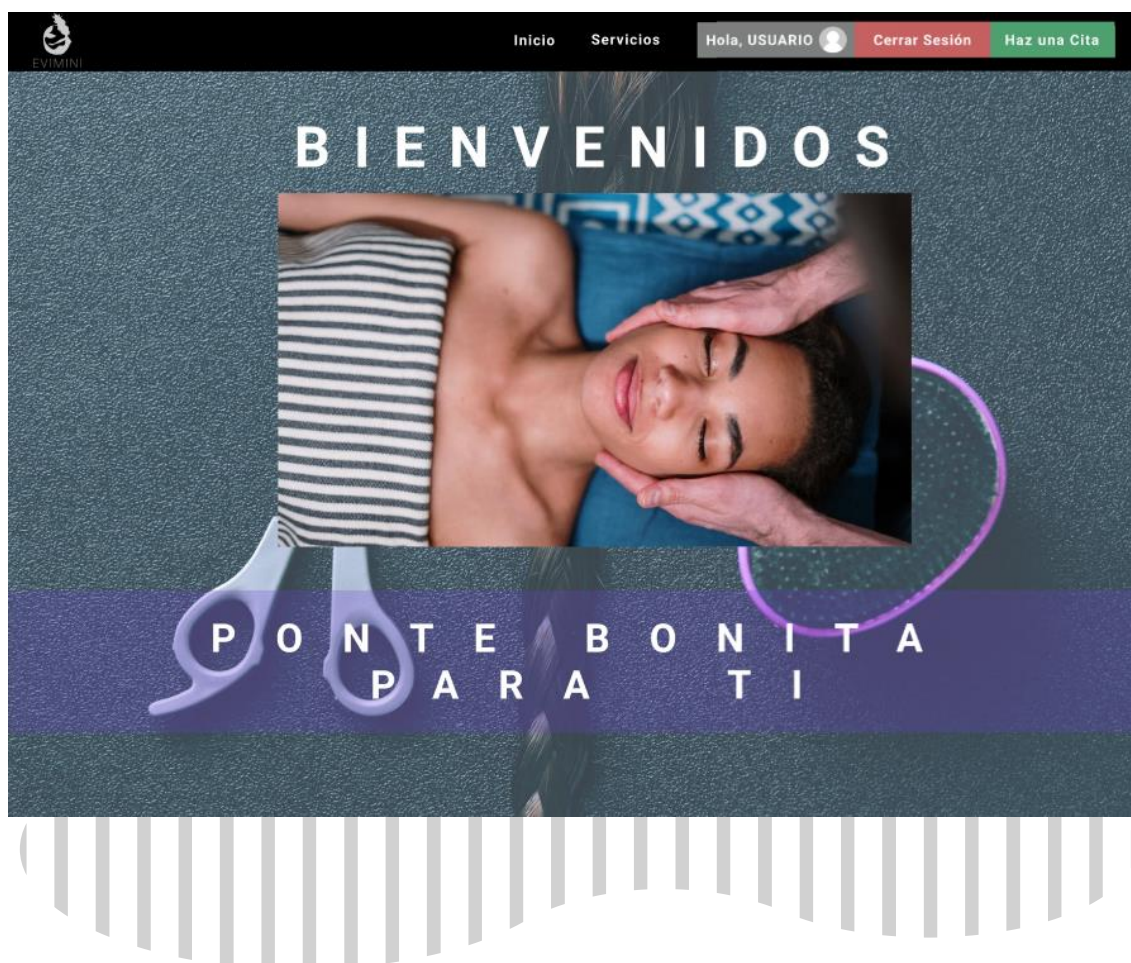 EVIMINI
Inicio Servicios Hola, USUARIO Cerrar Sesión Haz una Cita
BIENVENIDOS
PONTE BONITA
PARA TI